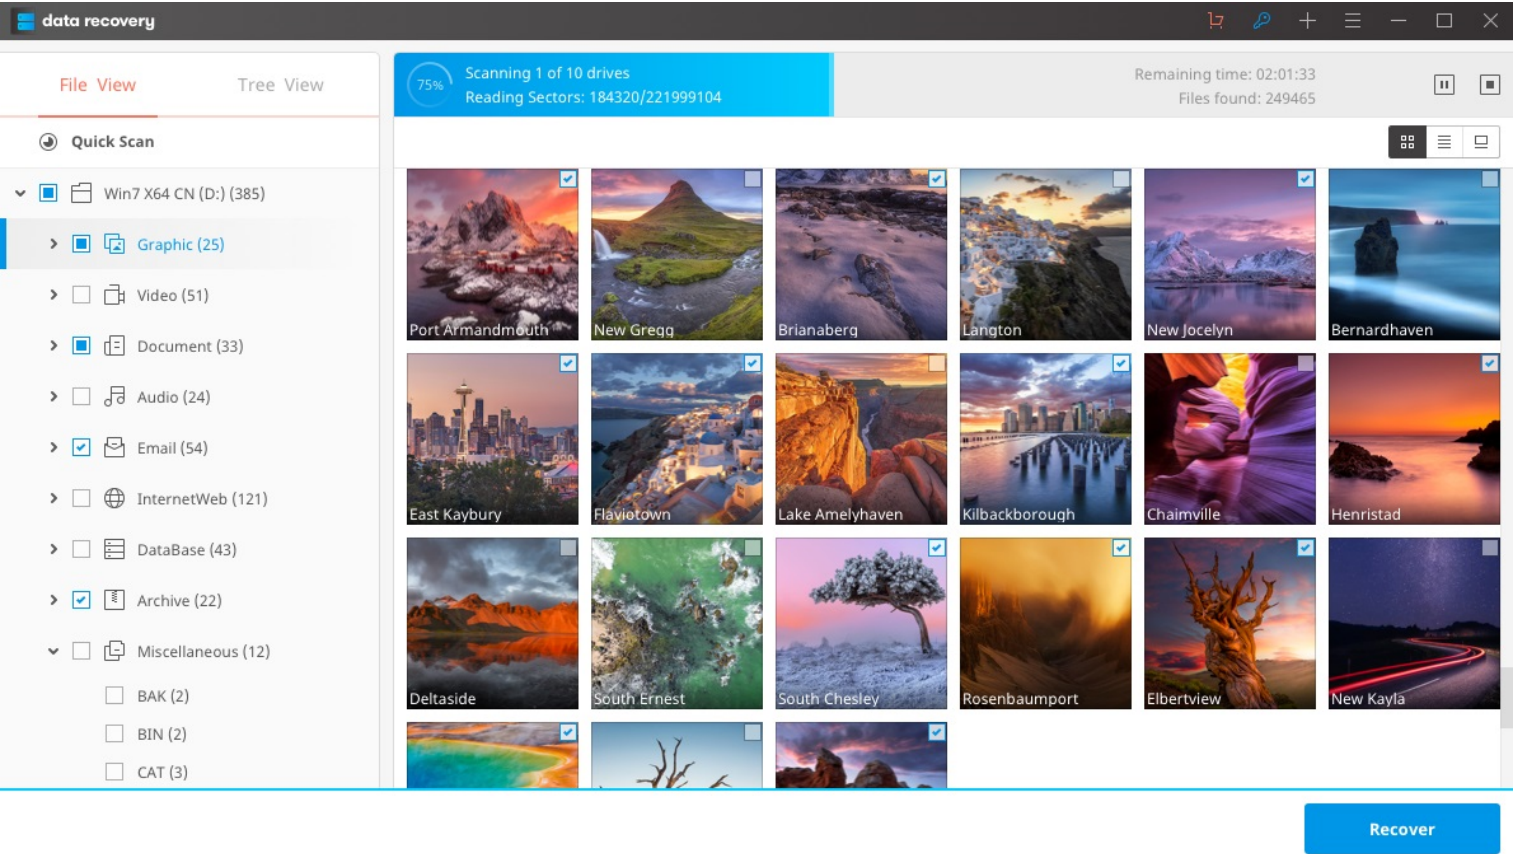 data recovery
File View Tree View
Quick Scan
Win7 X64 CN (D:) (385)
Graphic (25)
Video (51)
Document (33)
Audio (24)
Email (54)
InternetWeb (121)
DataBase (43)
Archive (22)
Miscellaneous (12)
BAK (2)
BIN (2)
CAT (3)
75%
Scanning 1 of 10 drives
Reading Sectors: 184320/221999104
Remaining time: 02:01:33
Files found: 249465
Port Armandmouth New Gregg Brianaberg Langton New Jocelyn Bernardhaven
East Kaybury Flaviotown Lake Amelyhaven Kilbackborough Chaimville Henristad
Deltaside South Ernest South Chesley Rosenbaumport Elbertview New Kayla
Recover